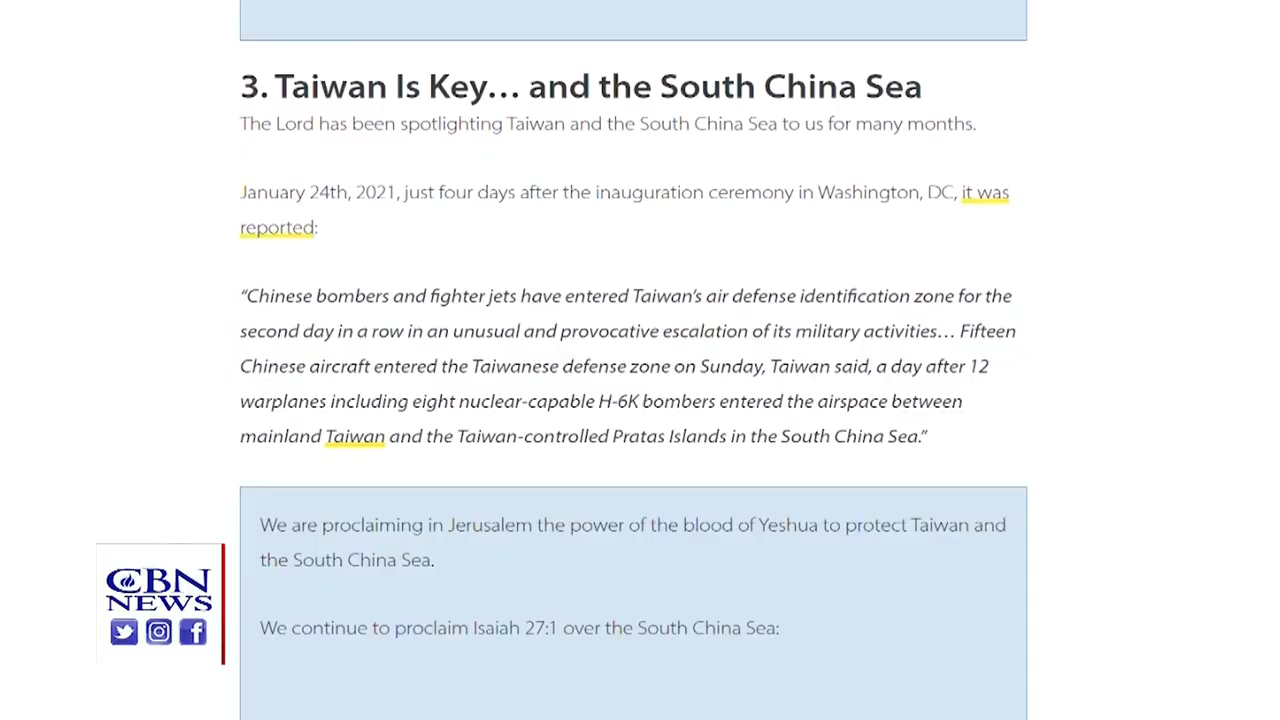 3. Taiwan Is Key… and the South China Sea
The Lord has been spotlighting Taiwan and the South China Sea to us for many months.
January 24th, 2021, just four days after the inauguration ceremony in Washington, DC, it was
reported:
“Chinese bombers and fighter jets have entered Taiwan’s air defense identification zone for the
second day in a row in an unusual and provocative escalation of its military activities… Fifteen
Chinese aircraft entered the Taiwanese defense zone on Sunday, Taiwan said, a day after 12
warplanes including eight nuclear-capable H-6K bombers entered the airspace between
mainland Taiwan and the Taiwan-controlled Pratas Islands in the South China Sea.”
We are proclaiming in Jerusalem the power of the blood of Yeshua to protect Taiwan and
the South China Sea.
We continue to proclaim Isaiah 27:1 over the South China Sea:
CBN
NEWS